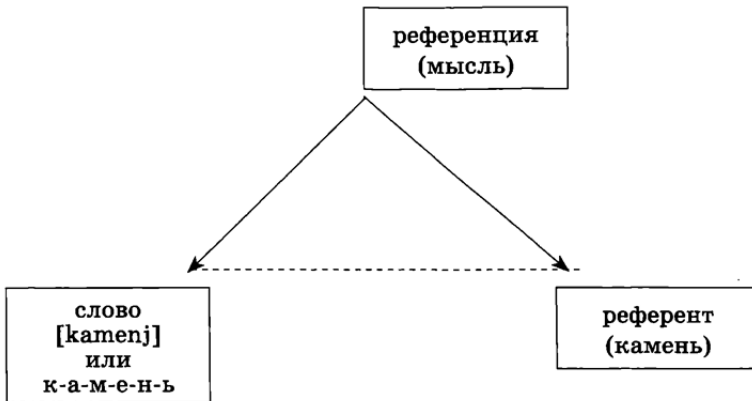 референция
(мысль)
слово
[kamenj]
или
к-а-м-е-н-ь
референт
(камень)